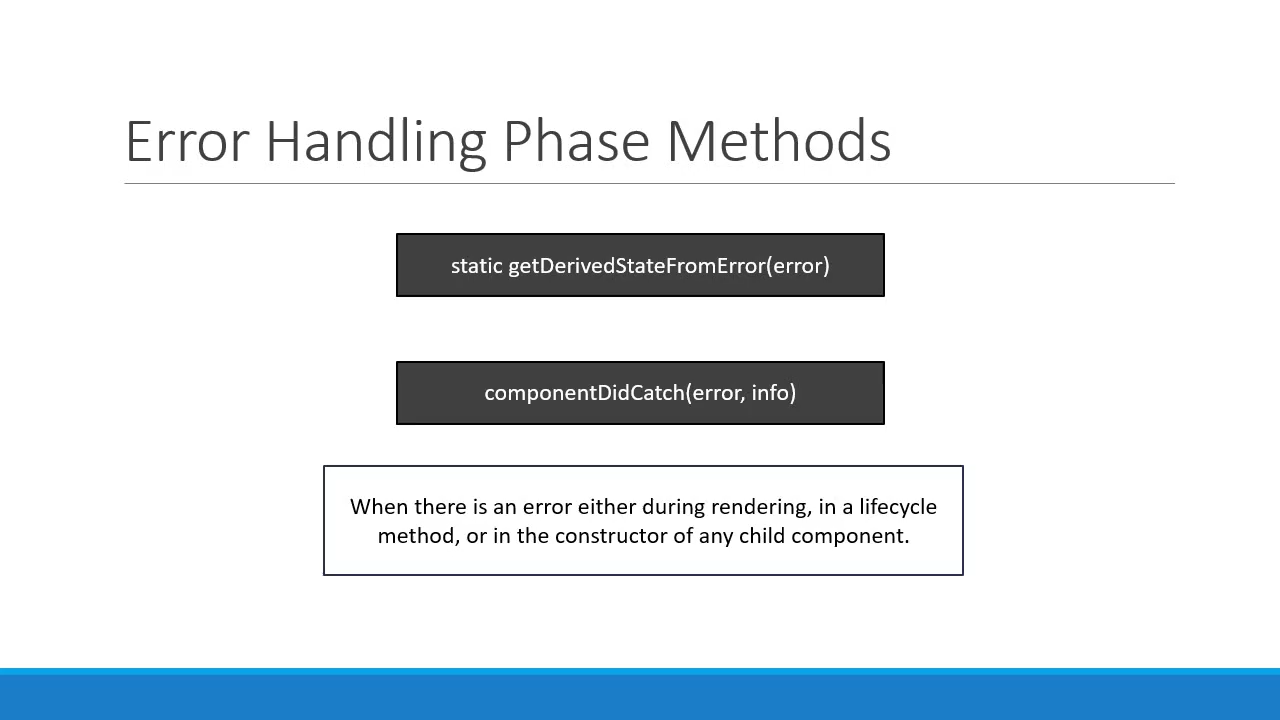 Error Handling Phase Methods
static getDerivedStateFromError(error)
componentDidCatch(error, info)
When there is an error either during rendering, in a lifecycle
method, or in the constructor of any child component.